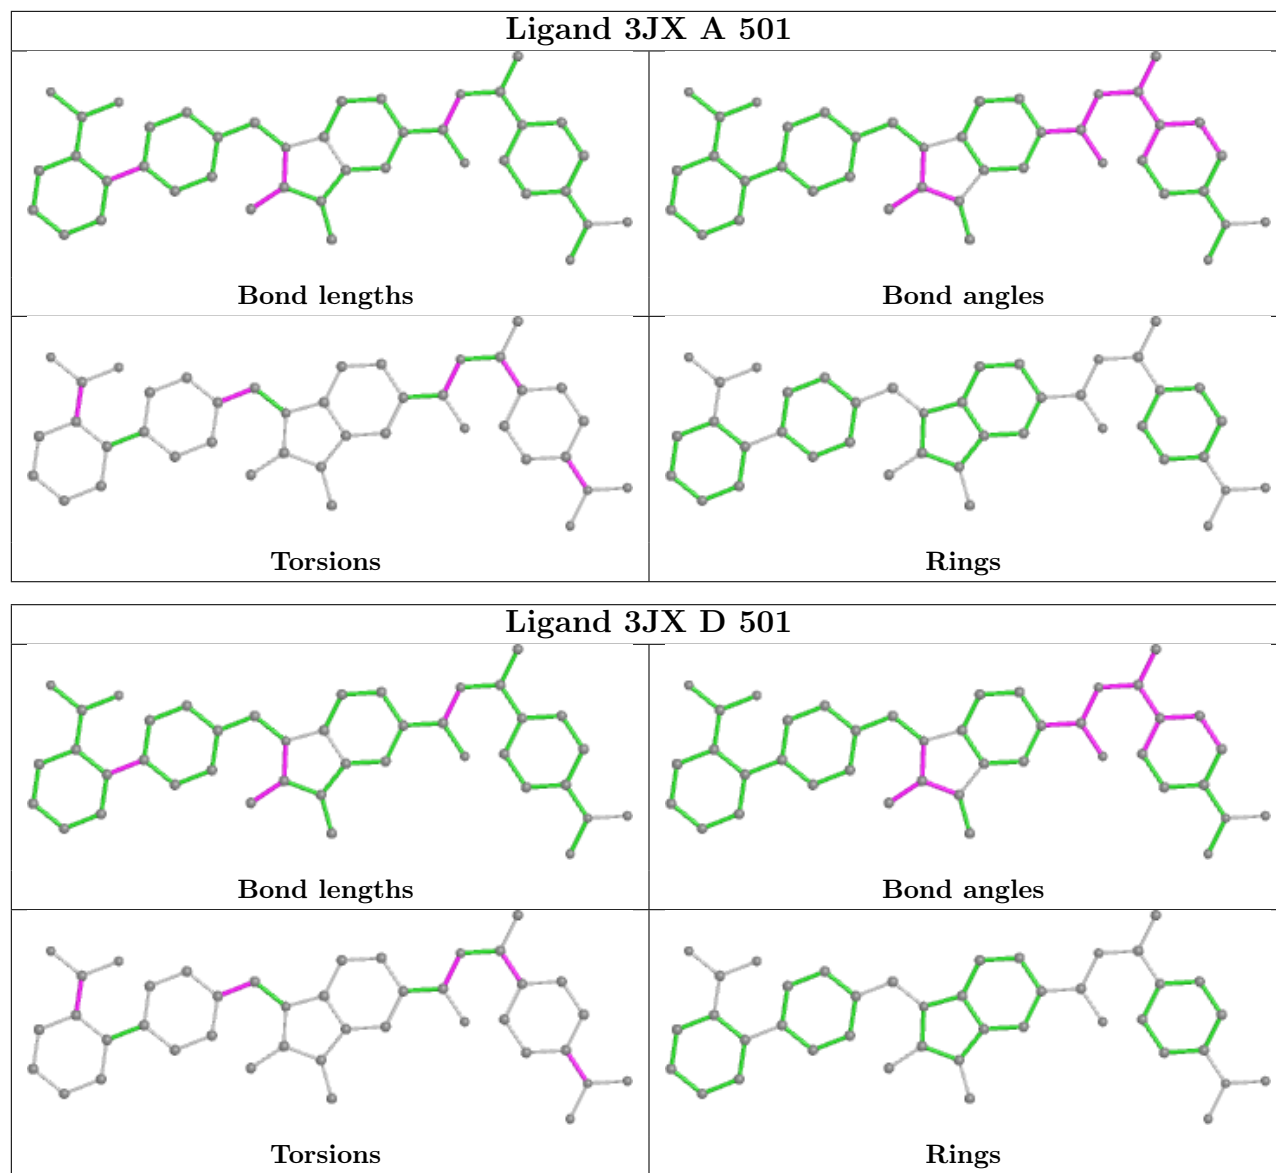 Ligand 3JX A 501
Bond lengths
Bond angles
Torsions
Rings
Ligand 3JX D 501
Bond lengths
Bond angles
Torsions
Rings